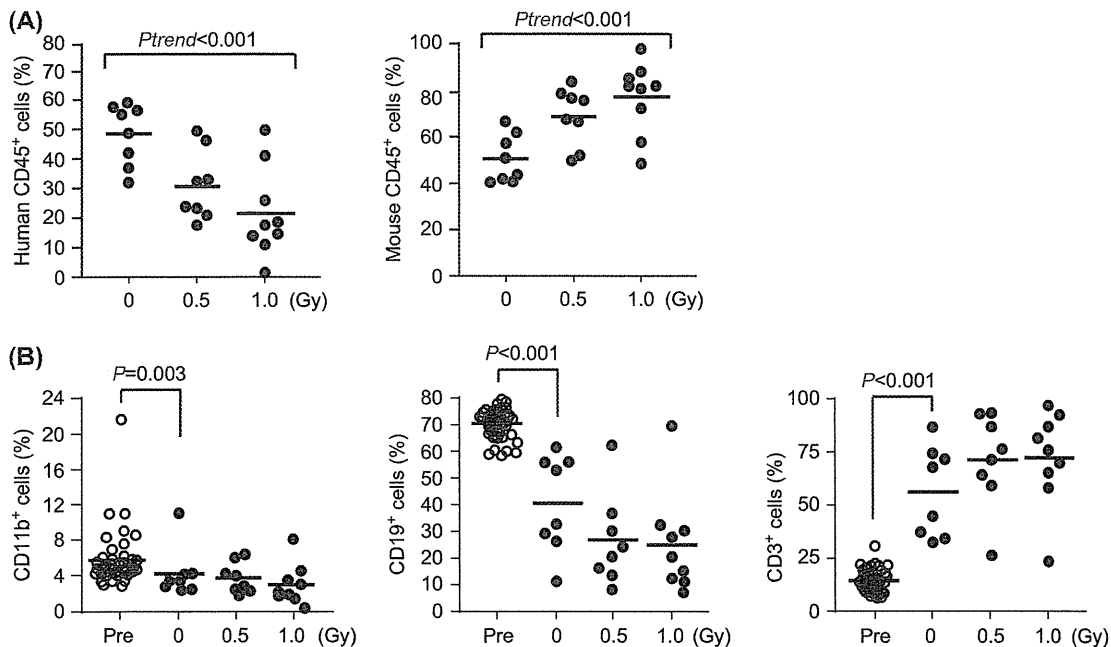 (A)
Ptrend<0.001
Human CD45+ cells (%)
80
70
60
50
40
30
20
10
0
0 0.5 1.0 (Gy)
Ptrend<0.001
Mouse CD45+ cells (%)
100
80
60
40
20
0
0 0.5 1.0 (Gy)
(B)
P=0.003
CD11b+ cells (%)
24
20
16
12
8
4
0
Pre 0 0.5 1.0 (Gy)
P<0.001
CD19+ cells (%)
80
70
60
50
40
30
20
10
0
Pre 0 0.5 1.0 (Gy)
P<0.001
CD3+ cells (%)
100
75
50
25
0
Pre 0 0.5 1.0 (Gy)